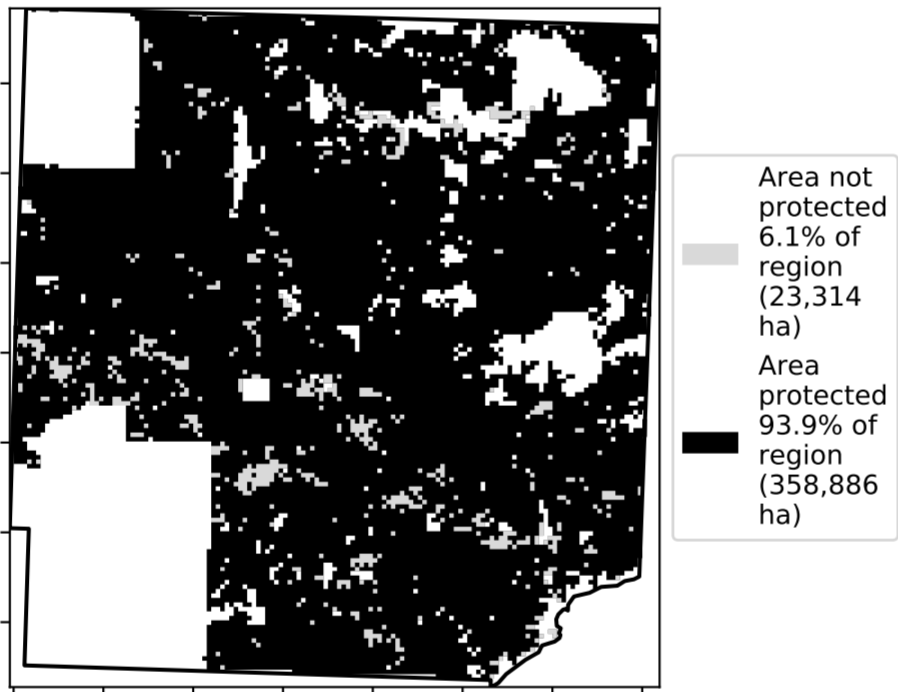 Area not
protected
6.1% of
region
(23,314
ha)
Area
protected
93.9% of
region
(358,886
ha)